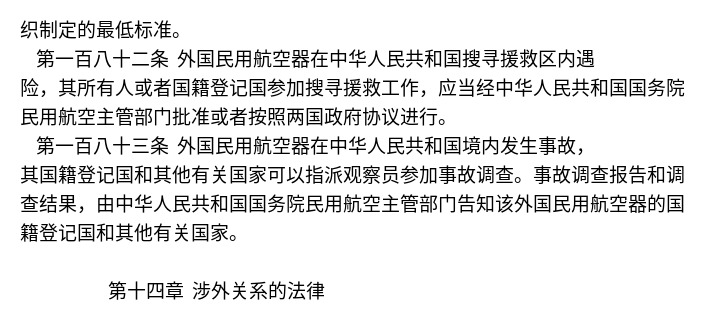 织制定的最低标准。
第一百八十二条 外国民用航空器在中华人民共和国搜寻援救区内遇
险，其所有人或者国籍登记国参加搜寻援救工作，应当经中华人民共和国国务院
民用航空主管部门批准或者按照两国政府协议进行。
第一百八十三条 外国民用航空器在中华人民共和国境内发生事故，
其国籍登记国和其他有关国家可以指派观察员参加事故调查。事故调查报告和调
查结果，由中华人民共和国国务院民用航空主管部门告知该外国民用航空器的国
籍登记国和其他有关国家。
第十四章 涉外关系的法律